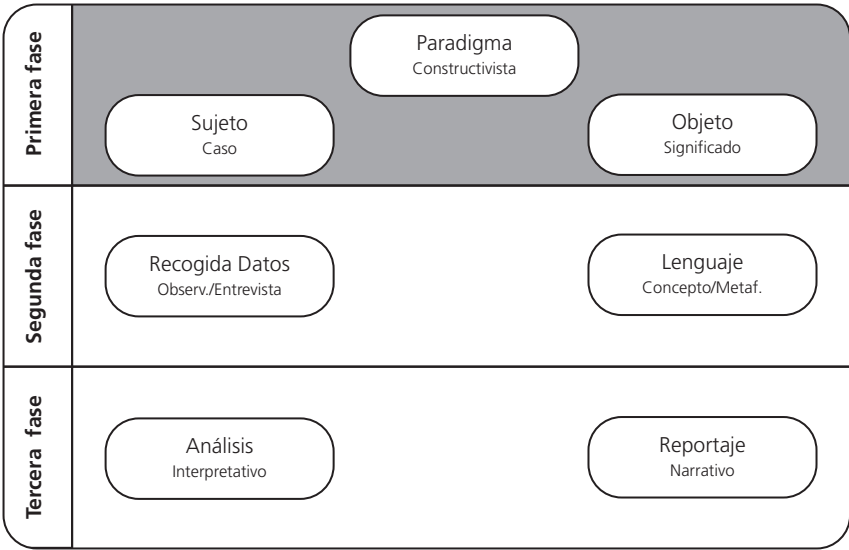 Primera fase
Paradigma
Constructivista
Sujeto
Caso
Objeto
Significado
Segunda fase
Recogida Datos
Observ./Entrevista
Lenguaje
Concepto/Metaf.
Tercera fase
Análisis
Interpretativo
Reportaje
Narrativo